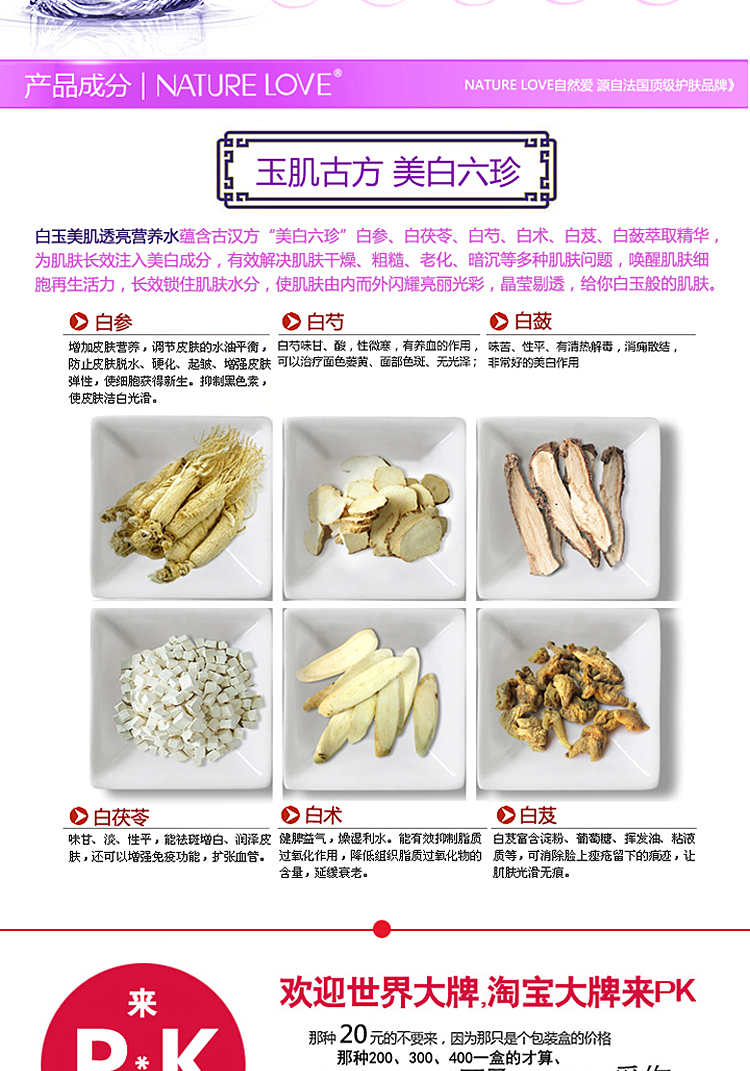 产品成分 | NATURE LOVE®
NATURE LOVE自然爱 源自法国顶级护肤品牌》
玉肌古方 美白六珍
白玉美肌透亮营养水蕴含古汉方“美白六珍”白参、白茯苓、白芍、白术、白芨、白蔹萃取精华，
为肌肤长效注入美白成分，有效解决肌肤干燥、粗糙、老化、暗沉等多种肌肤问题，唤醒肌肤细
胞再生活力，长效锁住肌肤水分，使肌肤由内而外闪耀亮丽光彩，晶莹剔透，给你白玉般的肌肤。
白参
增加皮肤营养，调节皮肤的水油平衡，
防止皮肤脱水、硬化、起皱、增强皮肤
弹性，使细胞获得新生。抑制黑色素，
使皮肤洁白光滑。
白芍
白芍味甘、酸，性微寒，有养血的作用，
可以治疗面色萎黄、面部色斑、无光泽；
白蔹
味苦、性平、有清热解毒，消痈散结，
非常好的美白作用
白茯苓
味甘、淡、性平，能祛斑增白、润泽皮
肤，还可以增强免疫功能，扩张血管。
白术
健脾益气，燥湿利水。能有效抑制脂质
过氧化作用，降低组织脂质过氧化物的
含量，延缓衰老。
白芨
白芨富含淀粉、葡萄糖、挥发油、粘液
质等，可消除脸上痤疮留下的痕迹，让
肌肤光滑无痕。
来
P*K
欢迎世界大牌,淘宝大牌来PK
那种20元的不要来，因为那只是个包装盒的价格
那种200、300、400一盒的才算、